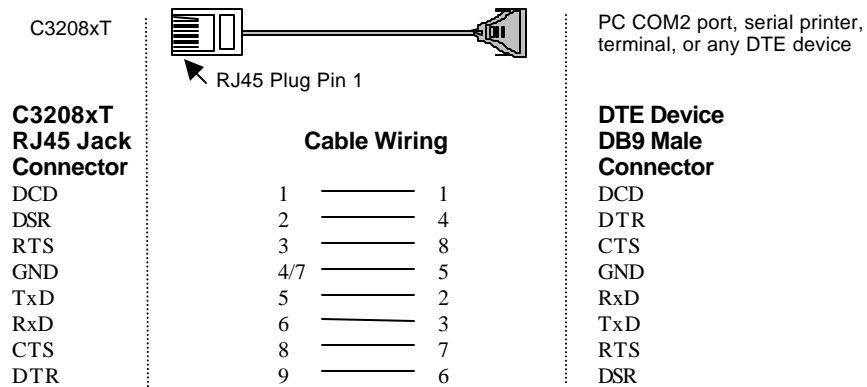 C3208xT
PC COM2 port, serial printer,
terminal, or any DTE device
RJ45 Plug Pin 1
C3208xT
RJ45 Jack
Connector
Cable Wiring
DTE Device
DB9 Male
Connector
DCD 1 1 DCD
DSR 2 4 DTR
RTS 3 8 CTS
GND 4/7 5 GND
TxD 5 2 RxD
RxD 6 3 TxD
CTS 8 7 RTS
DTR 9 6 DSR